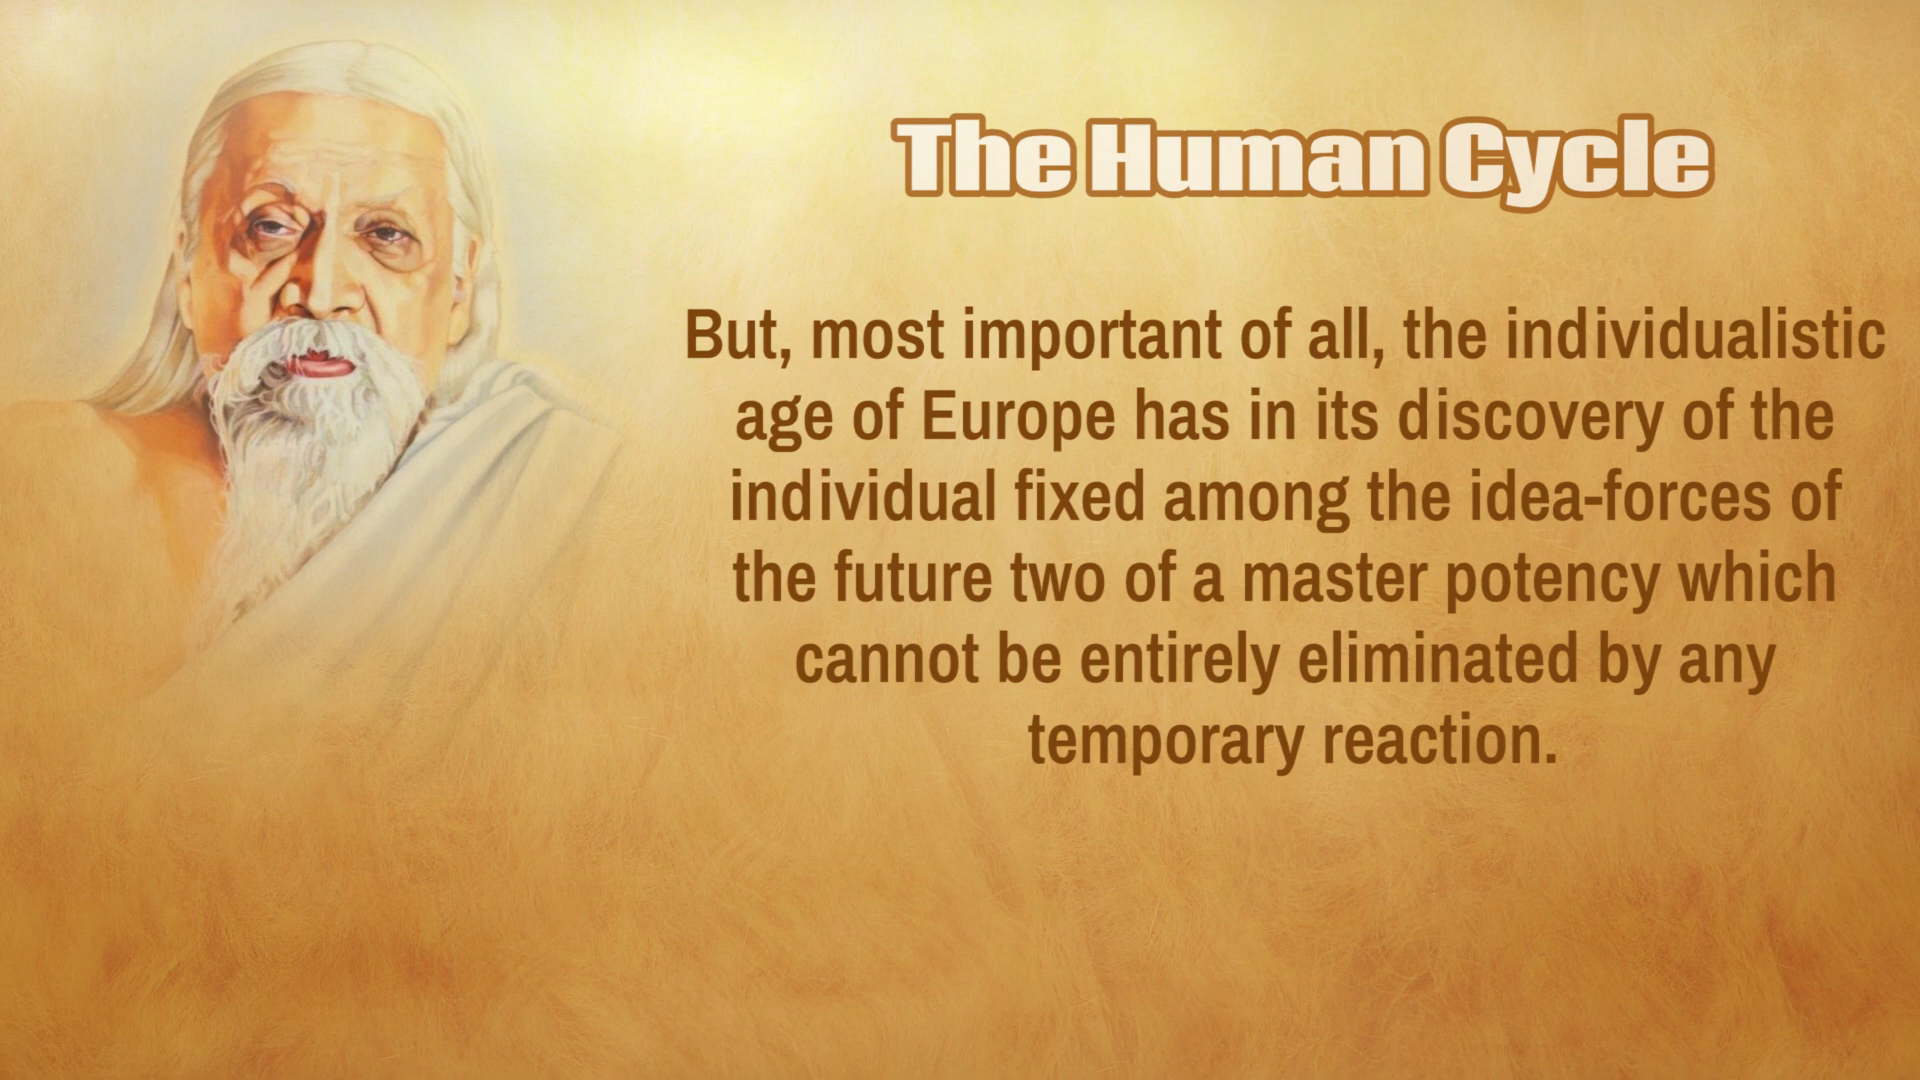 The Human Cycle
But, most important of all, the individualistic
age of Europe has in its discovery of the
individual fixed among the idea-forces of
the future two of a master potency which
cannot be entirely eliminated by any
temporary reaction.